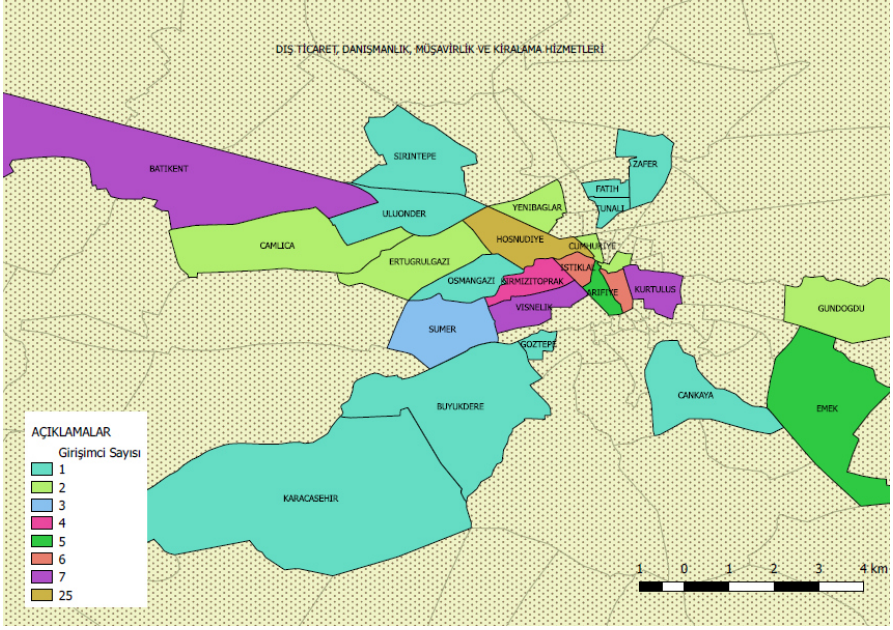 DIŞ TİCARET, DANIŞMANLIK, MÜŞAVİRLİK VE KİRALAMA HİZMETLERİ
SIRINTEPE
ZAFER
BATIKENT
FATIH
YENIBAGLAR
TUNALI
ULUONDER
HOSNUDIYE
CUMHURIYE
CAMLICA
ERTUGRULGAZI
ISTIKLAL
OSMANGAZI
KIRMIZITOPRAK
ARIFIYE
KURTULUS
VISNELIK
GUNDOGDU
SUMER
GOZTEPE
CANKAYA
BUYUKDERE
EMEK
KARACASEHIR
AÇIKLAMALAR
Girişimci Sayısı
1
2
3
4
5
6
7
25
1 0 1 2 3 4 km